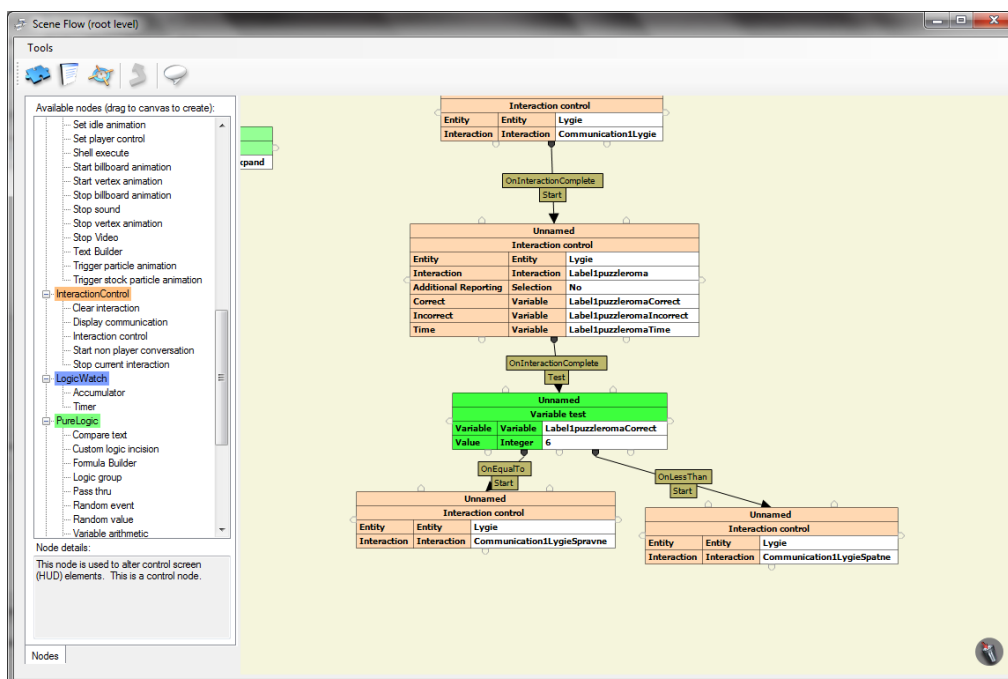 Scene Flow (root level)
Tools
Available nodes (drag to canvas to create):
Set idle animation
Set player control
Shell execute
Start billboard animation
Start vertex animation
Stop billboard animation
Stop sound
Stop vertex animation
Stop Video
Text Builder
Trigger particle animation
Trigger stock particle animation
InteractionControl
Clear interaction
Display communication
Interaction control
Start non player conversation
Stop current interaction
LogicWatch
Accumulator
Timer
PureLogic
Compare text
Custom logic incision
Formula Builder
Logic group
Pass thru
Random event
Random value
Variable arithmetic
Node details:
This node is used to alter control screen
(HUD) elements. This is a control node.
Nodes
xpand
Interaction control
Entity Entity Lygie
Interaction Interaction Communication1Lygie
OnInteractionComplete
Start
Unnamed
Interaction control
Entity Entity Lygie
Interaction Interaction Label1puzzleroma
Additional Reporting Selection No
Correct Variable Label1puzzleromaCorrect
Incorrect Variable Label1puzzleromaIncorrect
Time Variable Label1puzzleromaTime
OnInteractionComplete
Test
Unnamed
Variable test
Variable Variable Label1puzzleromaCorrect
Value Integer 6
OnEqualTo
Start
Unnamed
Interaction control
Entity Entity Lygie
Interaction Interaction Communication1LygieSpravne
OnLessThan
Start
Unnamed
Interaction control
Entity Entity Lygie
Interaction Interaction Communication1LygieSpatne